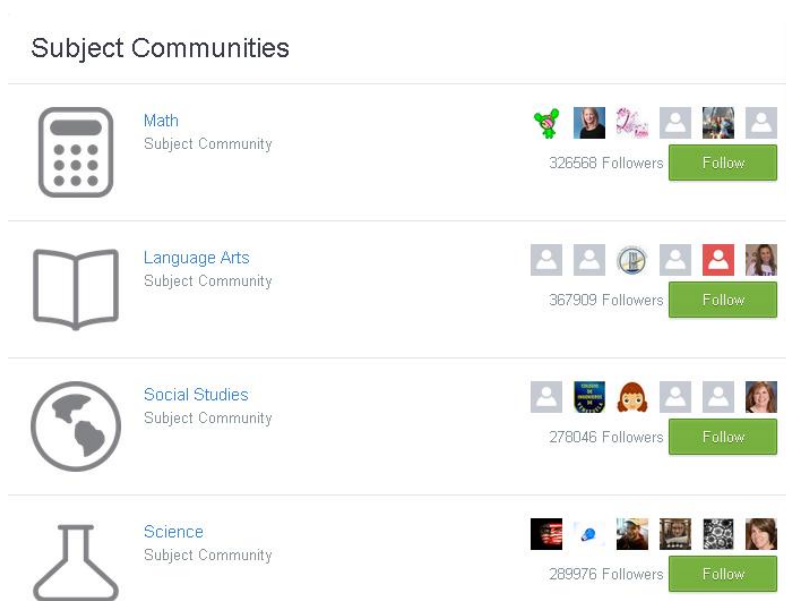 Subject Communities
Math
Subject Community
326568 Followers
Follow
Language Arts
Subject Community
367909 Followers
Follow
Social Studies
Subject Community
278046 Followers
Follow
Science
Subject Community
289976 Followers
Follow